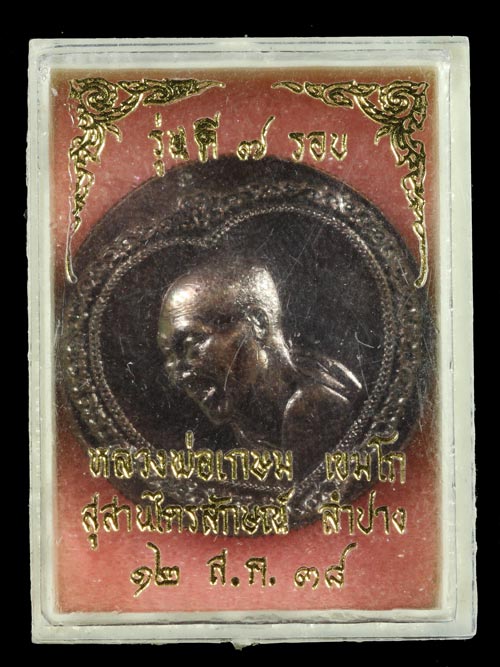 รุ่นดี ๗ รอบ
หลวงพ่อเกษม เขมโก
สุสานไตรลักษณ์ ลำปาง
๑๒ ส.ค. ๓๘